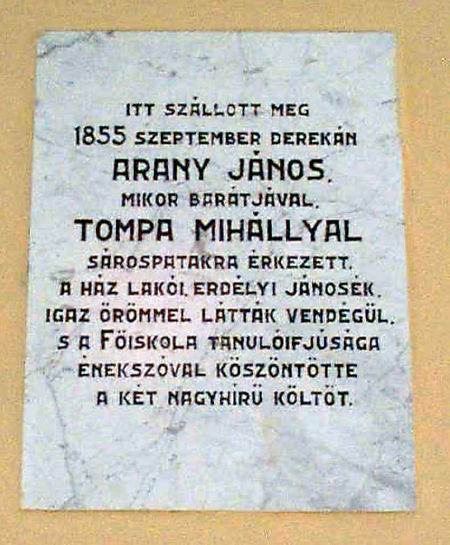 ITT SZÁLLOTT MEG
1855 SZEPTEMBER DEREKÁN
ARANY JÁNOS,
MIKOR BARÁTJÁVAL,
TOMPA MIHÁLLYAL
SÁROSPATAKRA ÉRKEZETT.
A HÁZ LAKÓI, ERDÉLYI JÁNOSÉK,
IGAZ ÖRÖMMEL LÁTTÁK VENDÉGÜL,
S A FŐISKOLA TANULÓIFJÚSÁGA
ÉNEKSZÓVAL KÖSZÖNTÖTTE
A KÉT NAGYHÍRŰ KÖLTŐT.